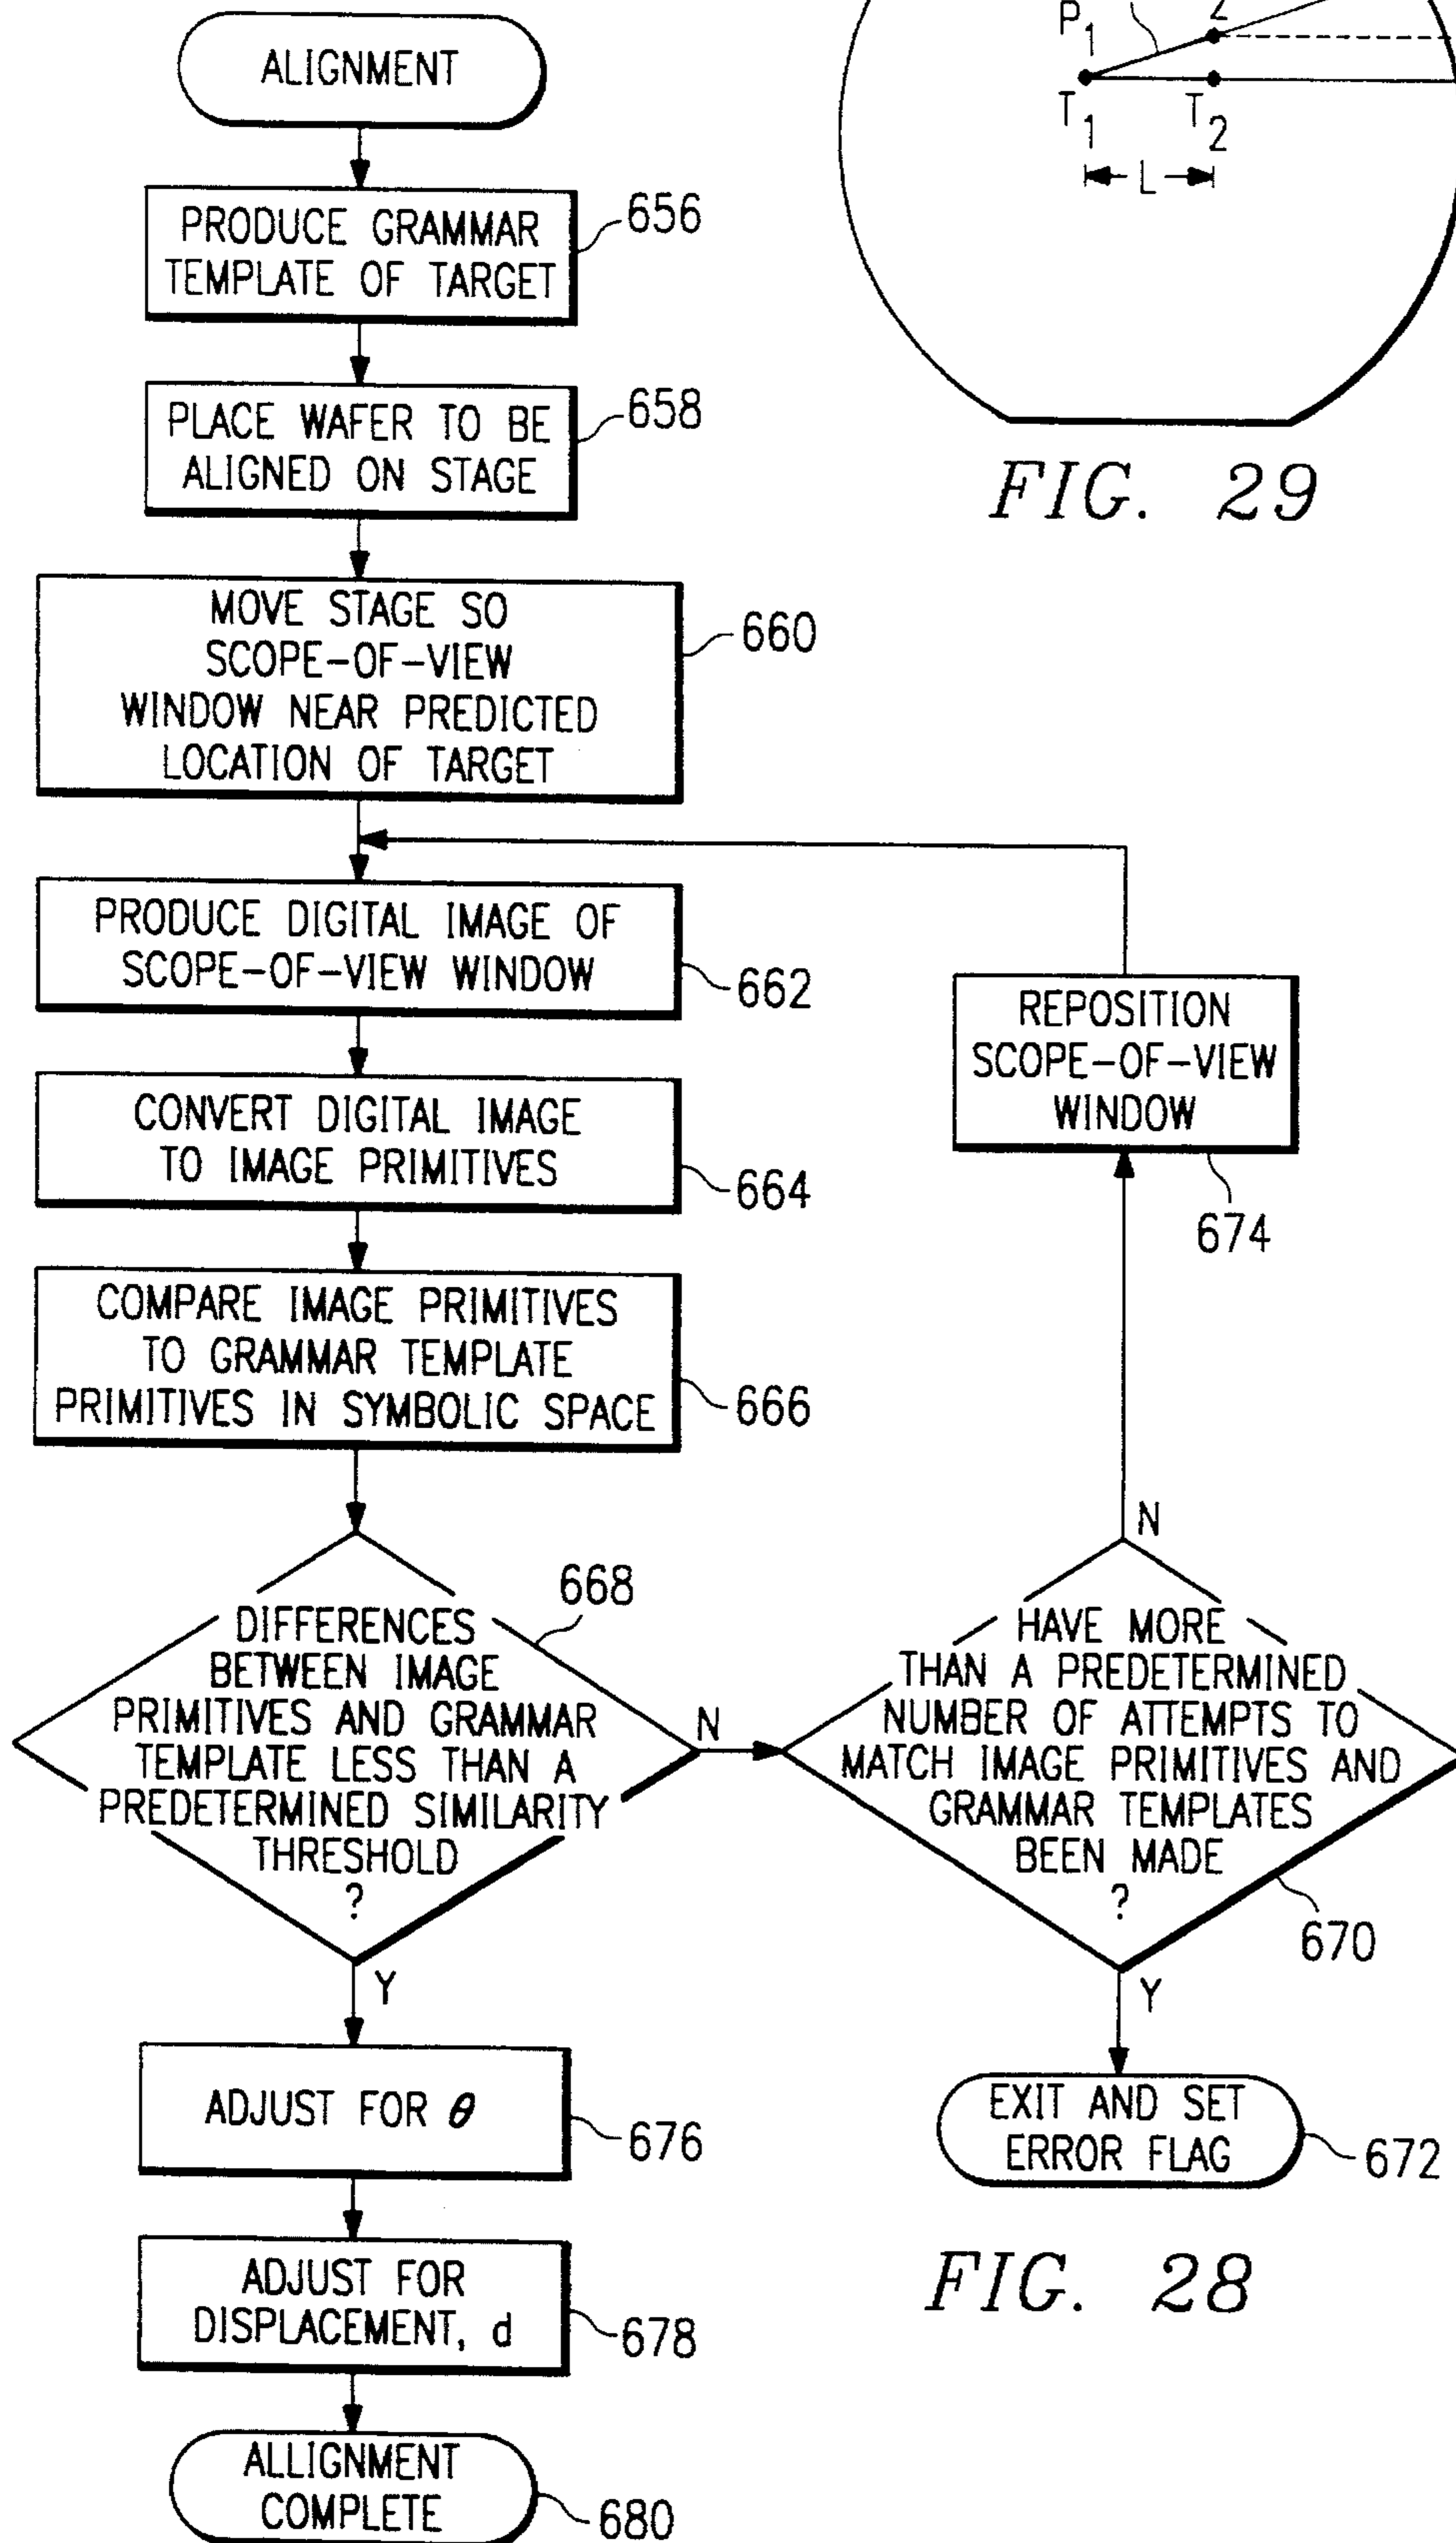 ALIGNMENT
PRODUCE GRAMMAR
TEMPLATE OF TARGET
656
PLACE WAFER TO BE
ALIGNED ON STAGE
658
MOVE STAGE SO
SCOPE-OF-VIEW
WINDOW NEAR PREDICTED
LOCATION OF TARGET
660
PRODUCE DIGITAL IMAGE OF
SCOPE-OF-VIEW WINDOW
662
CONVERT DIGITAL IMAGE
TO IMAGE PRIMITIVES
664
COMPARE IMAGE PRIMITIVES
TO GRAMMAR TEMPLATE
PRIMITIVES IN SYMBOLIC SPACE
666
DIFFERENCES
BETWEEN IMAGE
PRIMITIVES AND GRAMMAR
TEMPLATE LESS THAN A
PREDETERMINED SIMILARITY
THRESHOLD
?
668
N
Y
HAVE MORE
THAN A PREDETERMINED
NUMBER OF ATTEMPTS TO
MATCH IMAGE PRIMITIVES AND
GRAMMAR TEMPLATES
BEEN MADE
?
670
N
Y
REPOSITION
SCOPE-OF-VIEW
WINDOW
674
EXIT AND SET
ERROR FLAG
672
ADJUST FOR θ
676
ADJUST FOR
DISPLACEMENT, d
678
ALLIGNMENT
COMPLETE
680
FIG. 28
P1
2
T1
T2
L
FIG. 29